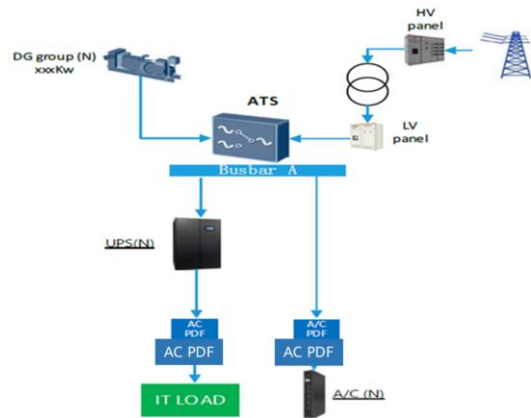 HV
panel
DG group (N)
xxxKw
ATS
LV
panel
Busbar A
UPS(N)
AC
PDF
AC PDF
IT LOAD
A/C
PDF
AC PDF
A/C (N)